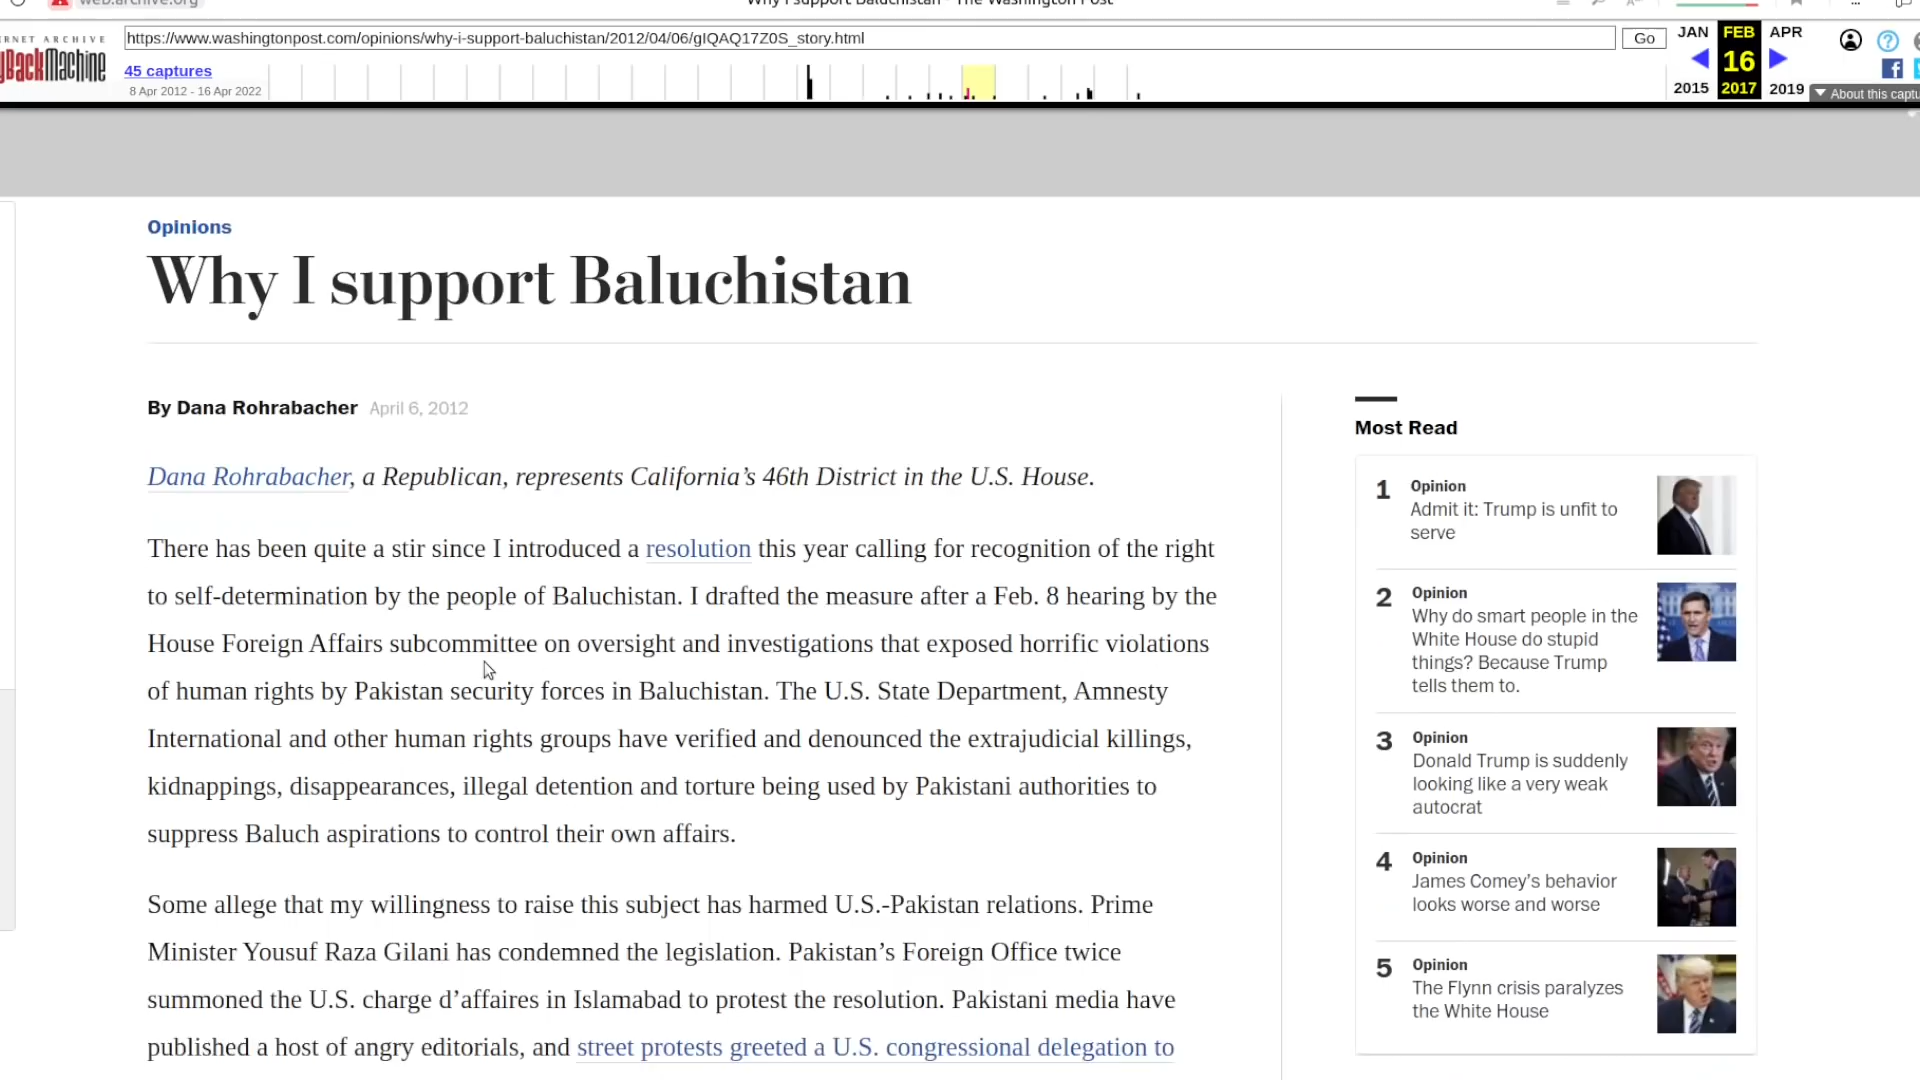 https://www.washingtonpost.com/opinions/why-i-support-baluchistan/2012/04/06/gIQAQ17Z0S_story.html
Go
JAN
FEB
APR
45 captures
16
8 Apr 2012 - 16 Apr 2022
2015
2017
2019
Opinions
Why I support Baluchistan
By Dana Rohrabacher April 6, 2012
Dana Rohrabacher, a Republican, represents California’s 46th District in the U.S. House.
There has been quite a stir since I introduced a resolution this year calling for recognition of the right
to self-determination by the people of Baluchistan. I drafted the measure after a Feb. 8 hearing by the
House Foreign Affairs subcommittee on oversight and investigations that exposed horrific violations
of human rights by Pakistan security forces in Baluchistan. The U.S. State Department, Amnesty
International and other human rights groups have verified and denounced the extrajudicial killings,
kidnappings, disappearances, illegal detention and torture being used by Pakistani authorities to
suppress Baluch aspirations to control their own affairs.
Some allege that my willingness to raise this subject has harmed U.S.-Pakistan relations. Prime
Minister Yousuf Raza Gilani has condemned the legislation. Pakistan’s Foreign Office twice
summoned the U.S. charge d’affaires in Islamabad to protest the resolution. Pakistani media have
published a host of angry editorials, and street protests greeted a U.S. congressional delegation to
Most Read
1
Opinion
Admit it: Trump is unfit to
serve
2
Opinion
Why do smart people in the
White House do stupid
things? Because Trump
tells them to.
3
Opinion
Donald Trump is suddenly
looking like a very weak
autocrat
4
Opinion
James Comey’s behavior
looks worse and worse
5
Opinion
The Flynn crisis paralyzes
the White House